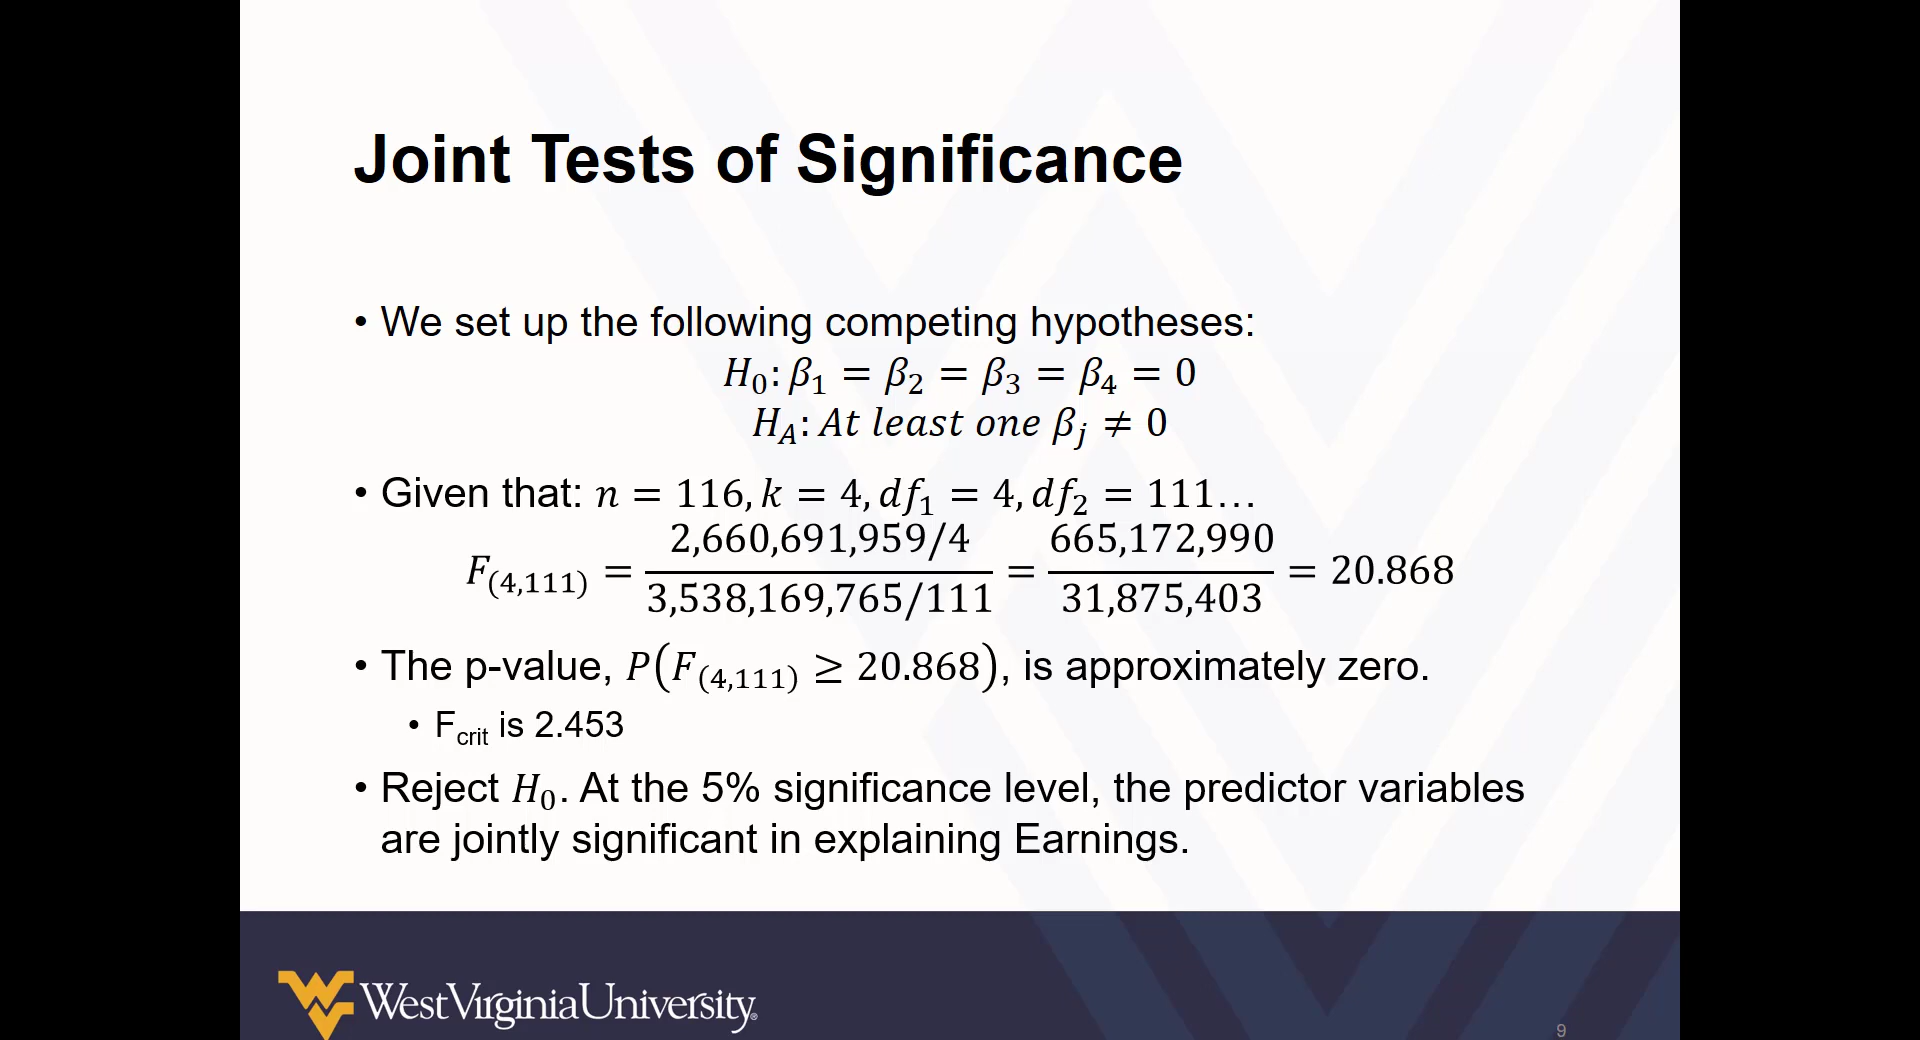 Joint Tests of Significance
• We set up the following competing hypotheses:
H₀: β₁ = β₂ = β₃ = β₄ = 0
H_A: At least one β_j ≠ 0
• Given that: n = 116, k = 4, df₁ = 4, df₂ = 111…
F₍₄,₁₁₁₎ = (2,660,691,959/4)/(3,538,169,765/111) = 665,172,990/31,875,403 = 20.868
• The p-value, P(F₍₄,₁₁₁₎ ≥ 20.868), is approximately zero.
• F_crit is 2.453
• Reject H₀. At the 5% significance level, the predictor variables
are jointly significant in explaining Earnings.
WestVirginiaUniversity®
9